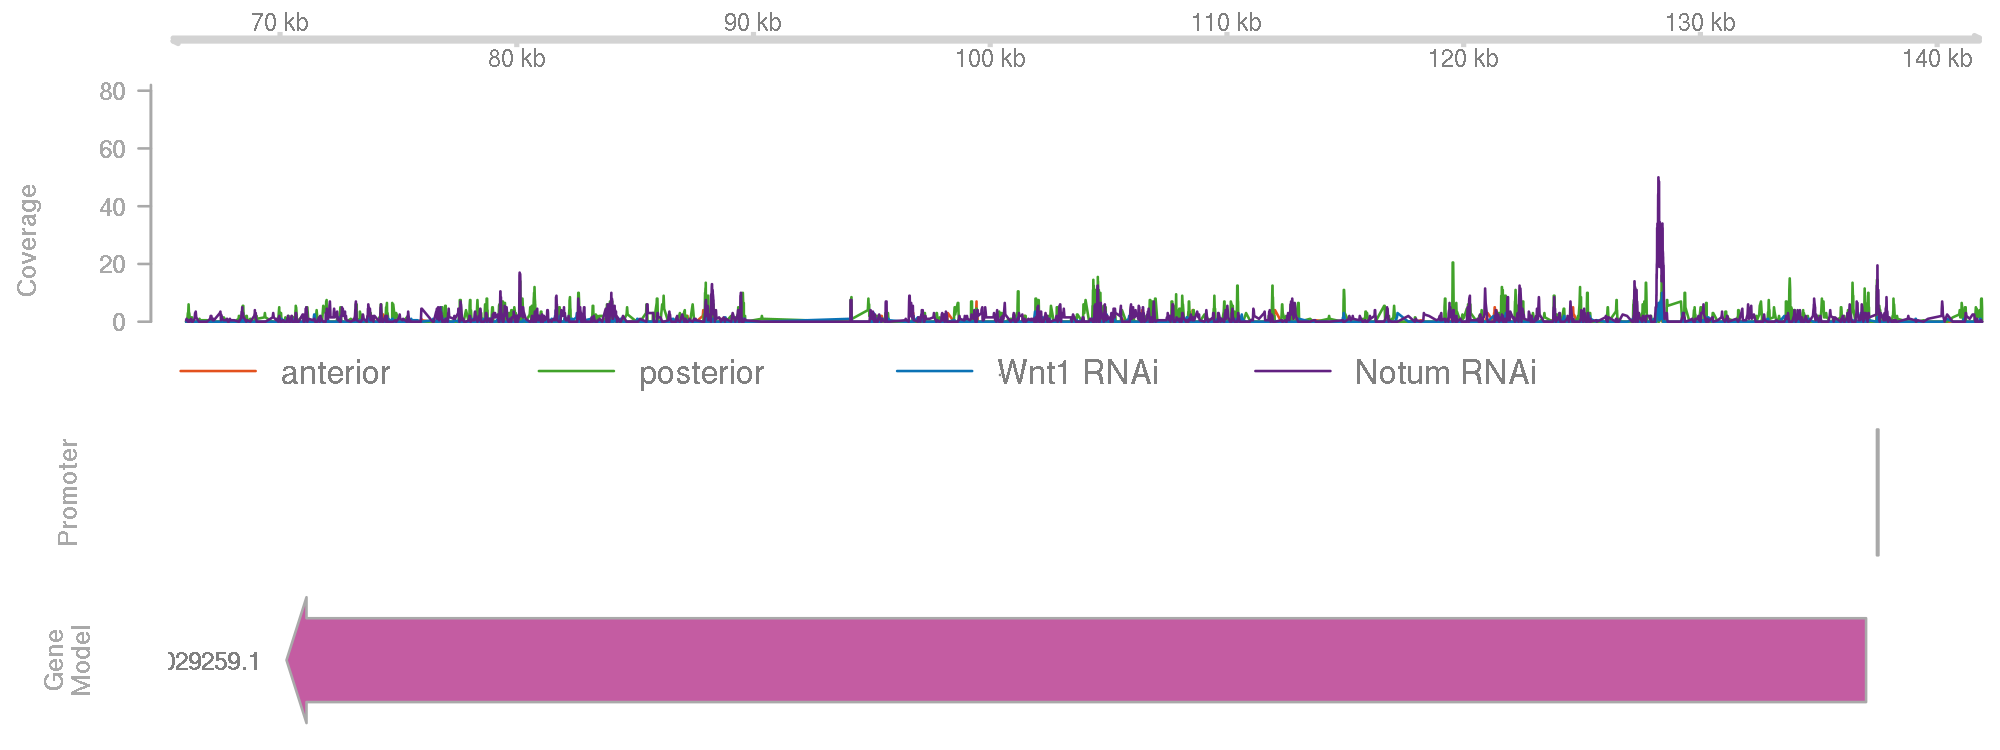 70 kb 90 kb 110 kb 130 kb
80 kb 100 kb 120 kb 140 kb
80
60
40
20
0
Coverage
anterior posterior Wnt1 RNAi Notum RNAi
Promoter
Gene
Model
029259.1